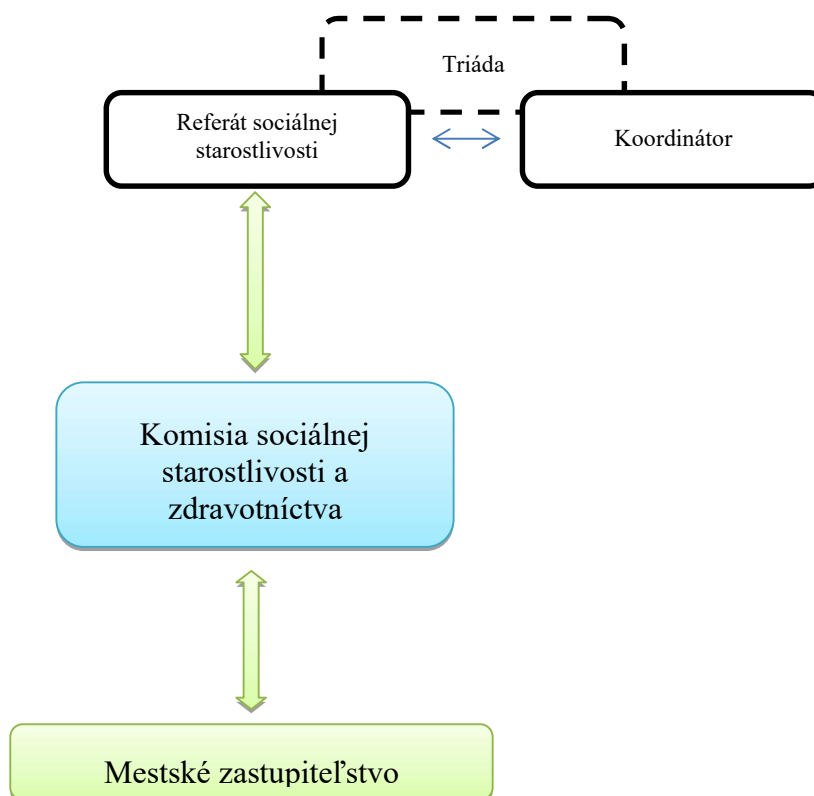 Triáda
Referát sociálnej
starostlivosti
Koordinátor
Komisia sociálnej
starostlivosti a
zdravotníctva
Mestské zastupiteľstvo